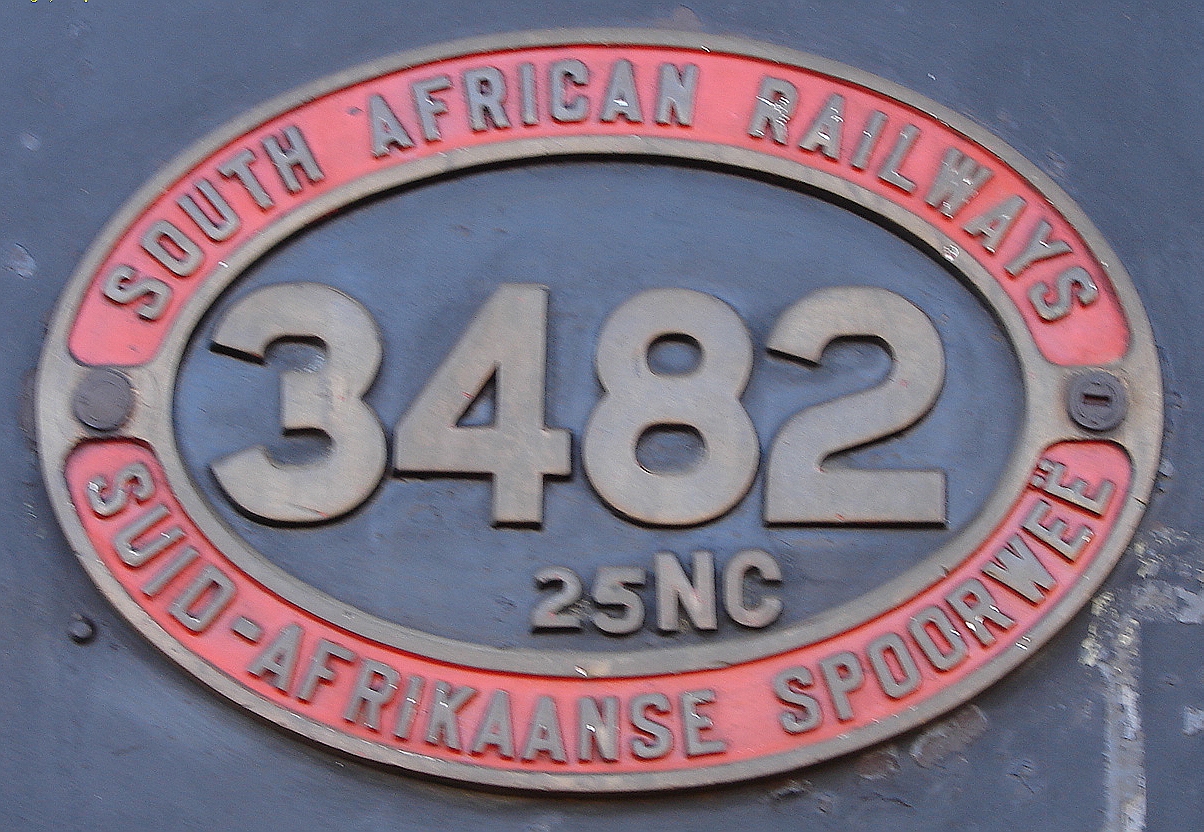 SOUTH AFRICAN RAILWAYS
3482
25NC
SUID-AFRIKAANSE SPOORWEË